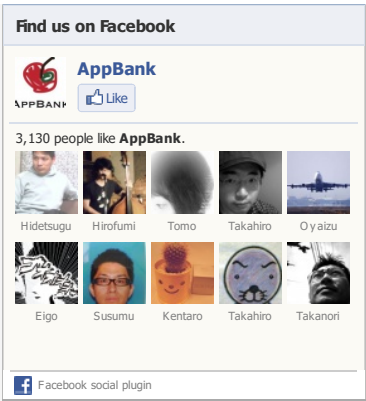 Find us on Facebook
AppBank
APPBANK
Like
3,130 people like AppBank.
Hidetsugu Hirofumi Tomo Takahiro Oyaizu
Eigo Susumu Kentaro Takahiro Takanori
Facebook social plugin